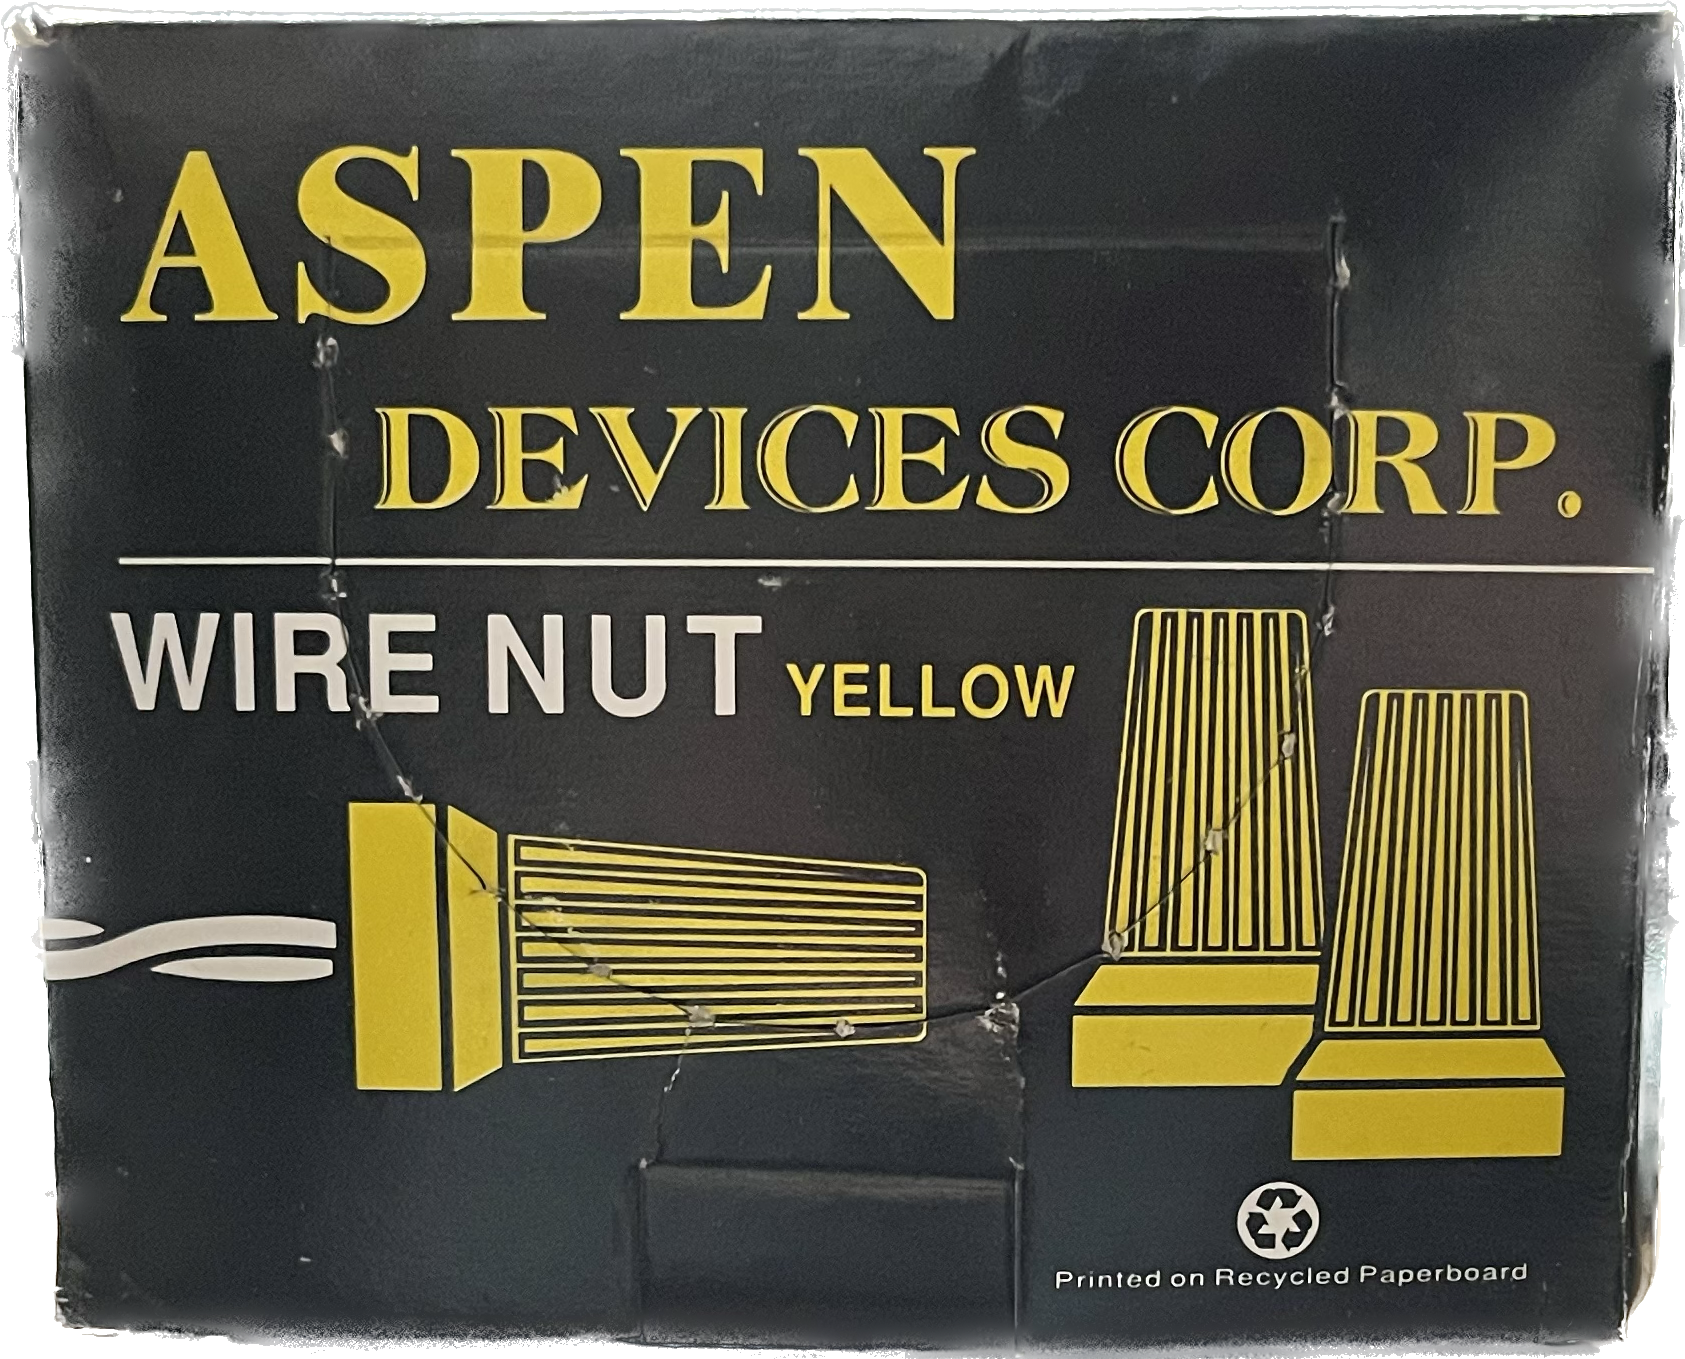 ASPEN
DEVICES CORP.
WIRE NUT YELLOW
Printed on Recycled Paperboard